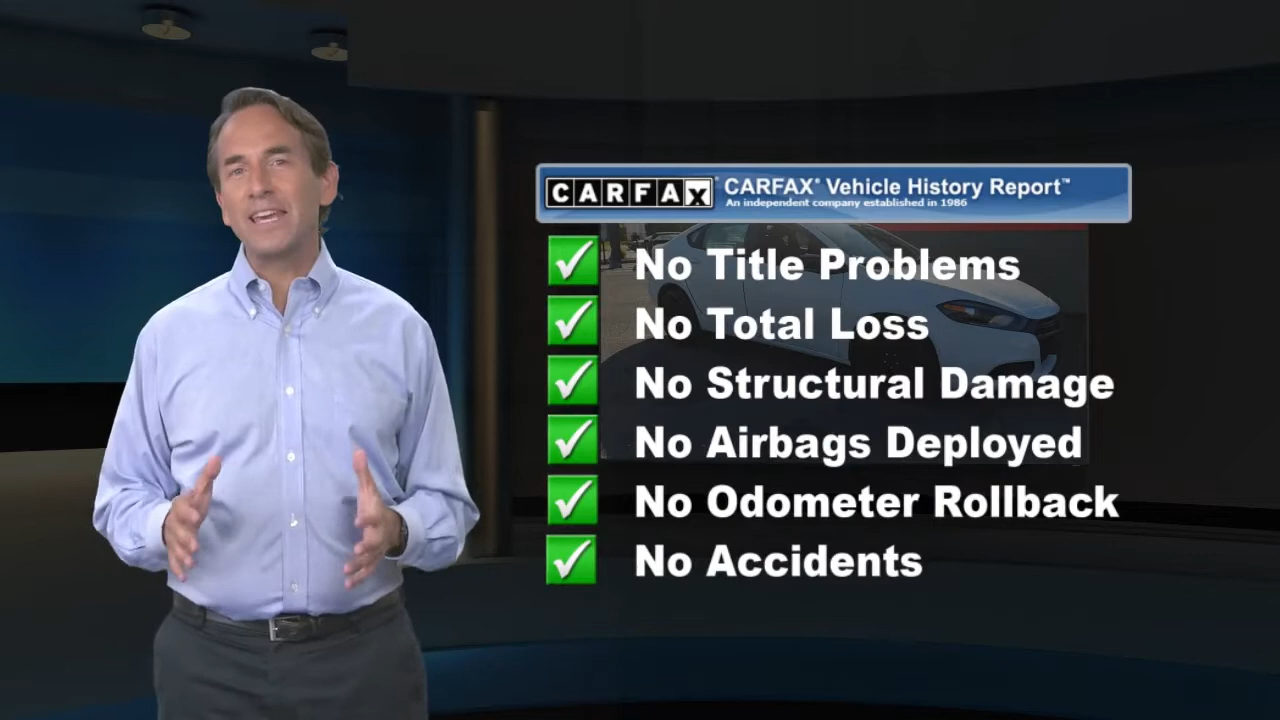 CARFAX® CARFAX® Vehicle History Report™
An independent company established in 1986
No Title Problems
No Total Loss
No Structural Damage
No Airbags Deployed
No Odometer Rollback
No Accidents